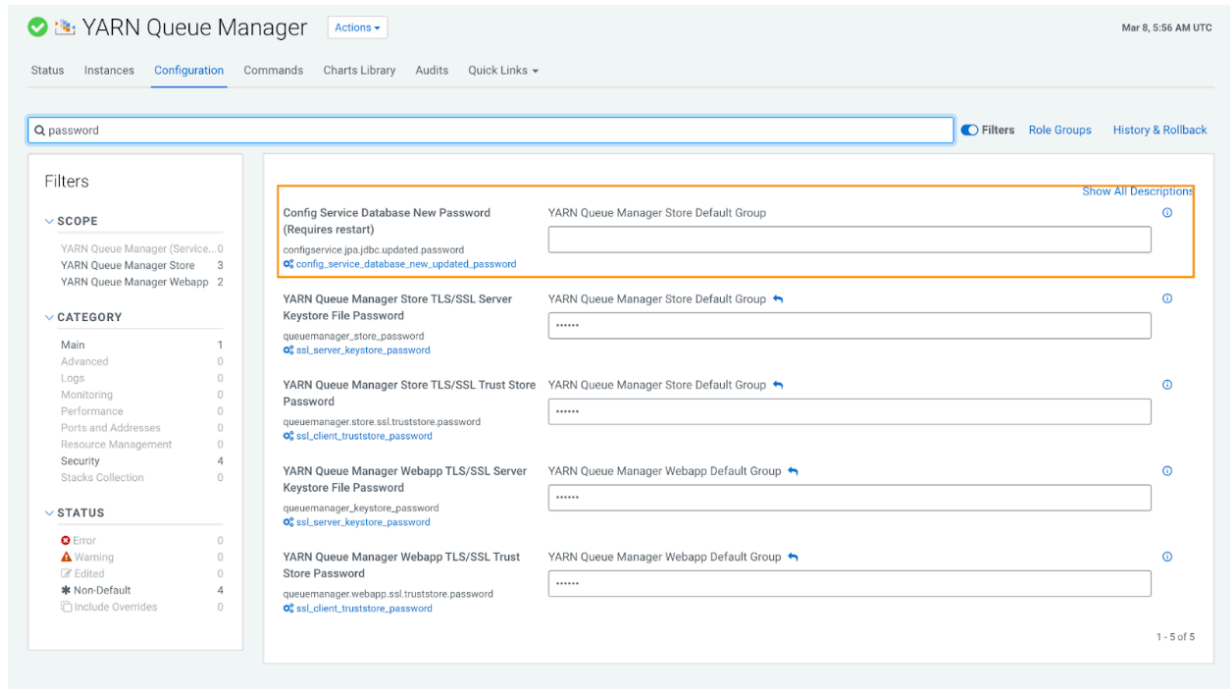 YARN Queue Manager Actions
Mar 8, 5:56 AM UTC
Status Instances Configuration Commands Charts Library Audits Quick Links
password
Filters Role Groups History & Rollback
Filters
SCOPE
YARN Queue Manager (Service... 0
YARN Queue Manager Store 3
YARN Queue Manager Webapp 2
CATEGORY
Main 1
Advanced 0
Logs 0
Monitoring 0
Performance 0
Ports and Addresses 0
Resource Management 0
Security 4
Stacks Collection 0
STATUS
Error 0
Warning 0
Edited 0
Non-Default 4
Include Overrides 0
Show All Descriptions
Config Service Database New Password
(Requires restart)
configservice.jpa.jdbc.updated.password
config_service_database_new_updated_password
YARN Queue Manager Store Default Group
YARN Queue Manager Store TLS/SSL Server
Keystore File Password
queuemanager_store_password
ssl_server_keystore_password
YARN Queue Manager Store Default Group
••••••
YARN Queue Manager Store TLS/SSL Trust Store
Password
queuemanager.store.ssl.truststore.password
ssl_client_truststore_password
YARN Queue Manager Store Default Group
••••••
YARN Queue Manager Webapp TLS/SSL Server
Keystore File Password
queuemanager_keystore_password
ssl_server_keystore_password
YARN Queue Manager Webapp Default Group
••••••
YARN Queue Manager Webapp TLS/SSL Trust
Store Password
queuemanager.webapp.ssl.truststore.password
ssl_client_truststore_password
YARN Queue Manager Webapp Default Group
••••••
1 - 5 of 5